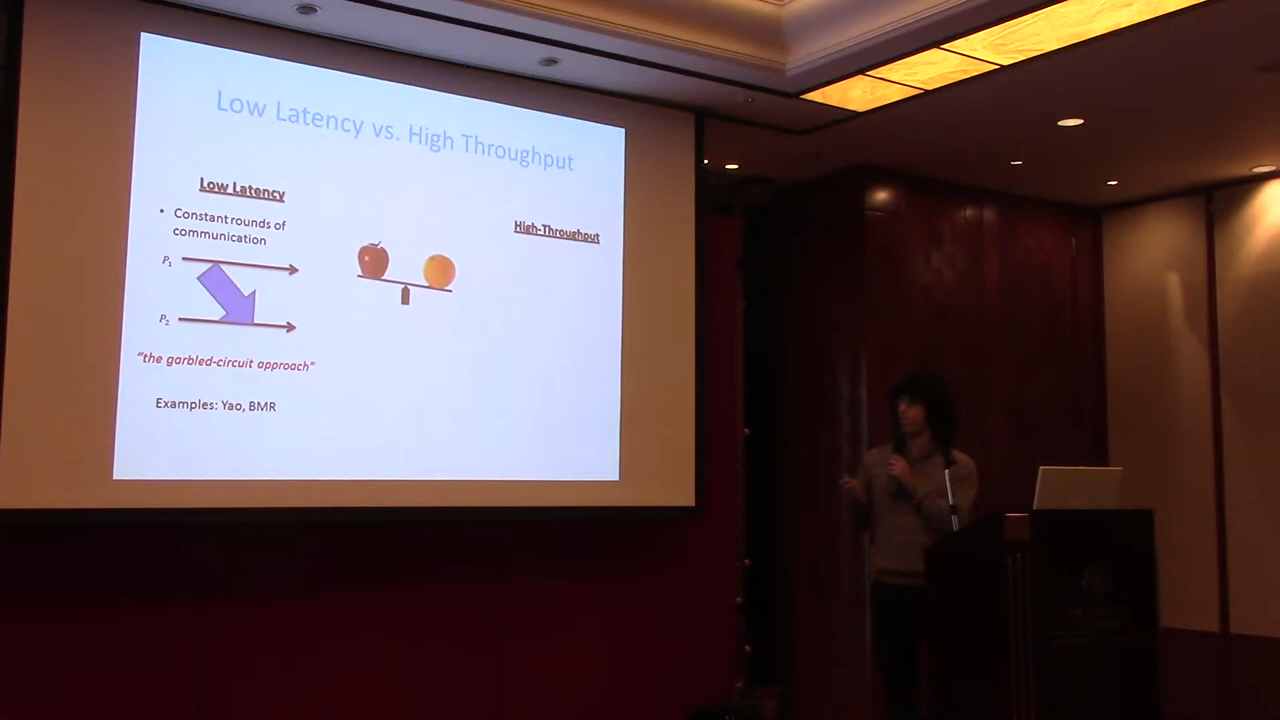 Low Latency vs. High Throughput
Low Latency
• Constant rounds of
communication
P₁
P₂
"the garbled-circuit approach"
Examples: Yao, BMR
High-Throughput